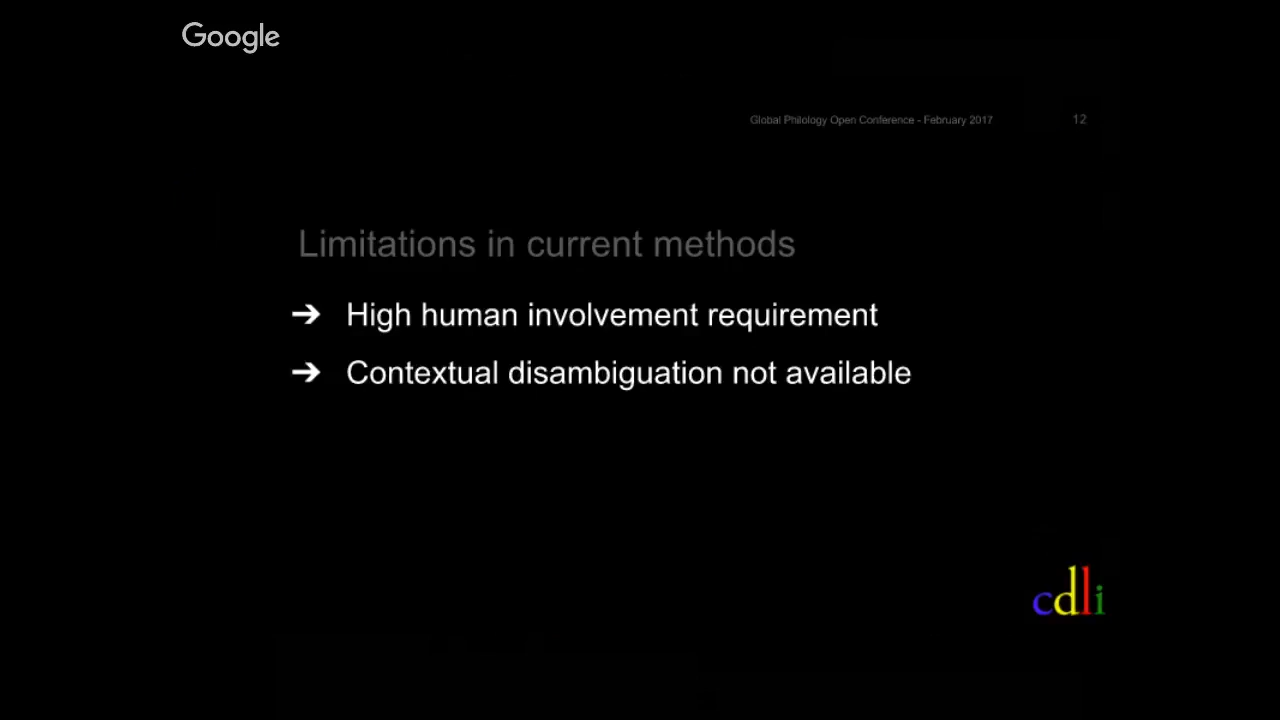 Google
Global Philology Open Conference - February 2017 12
Limitations in current methods
➔ High human involvement requirement
➔ Contextual disambiguation not available
cdli